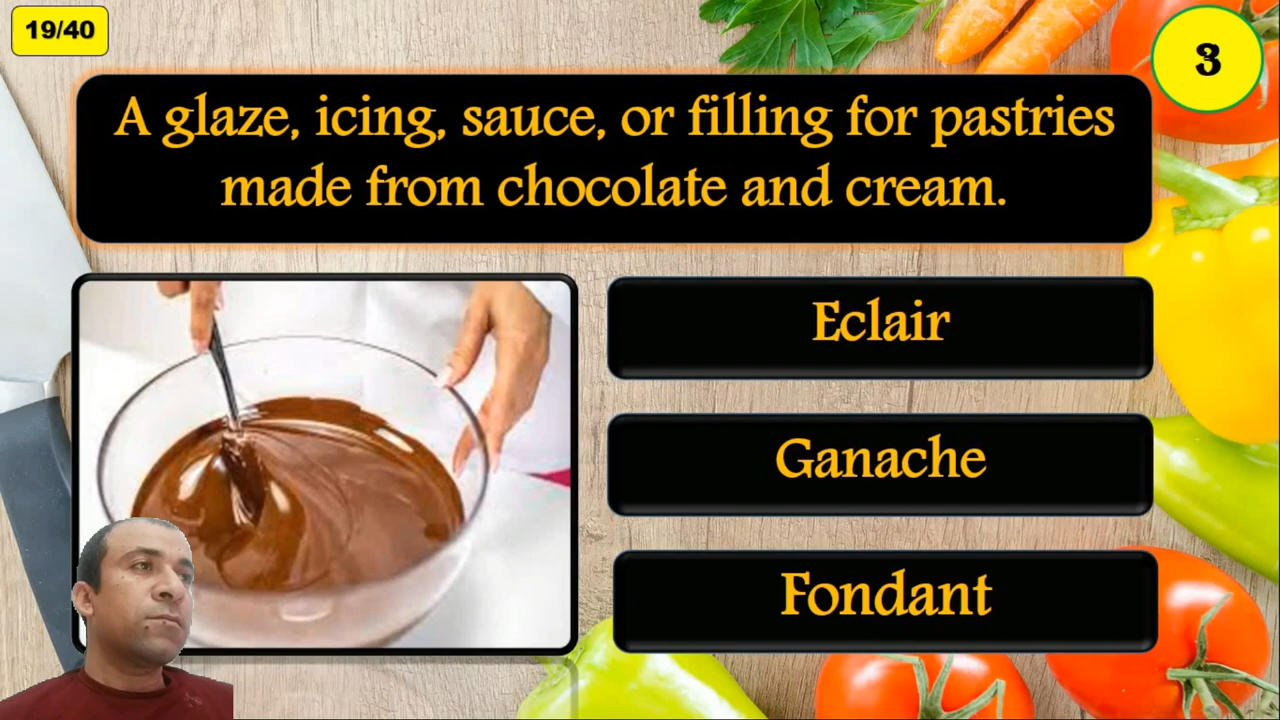 19/40
3
A glaze, icing, sauce, or filling for pastries
made from chocolate and cream.
Eclair
Ganache
Fondant